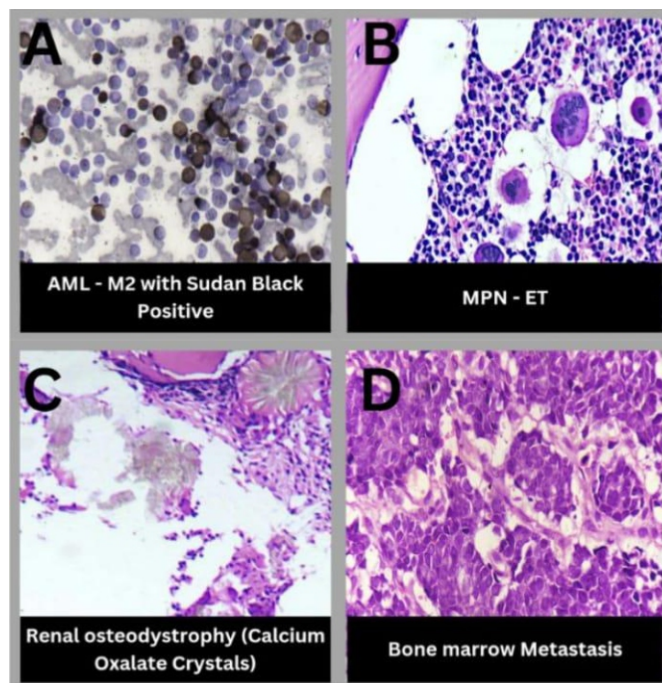 A
B
AML - M2 with Sudan Black
Positive
MPN - ET
C
D
Renal osteodystrophy (Calcium
Oxalate Crystals)
Bone marrow Metastasis